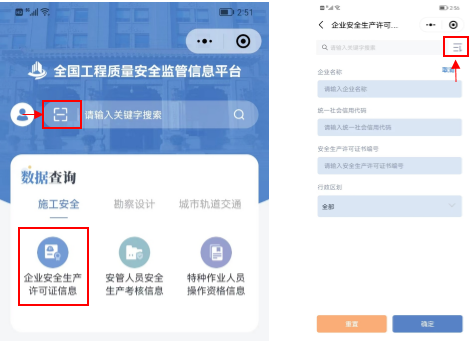 2:51
全国工程质量安全监管信息平台
请输入关键字搜索
数据查询
施工安全
勘察设计
城市轨道交通
企业安全生产
许可证信息
安管人员安全
生产考核信息
特种作业人员
操作资格信息
企业安全生产许可...
请输入关键字搜索
企业名称
请输入企业名称
统一社会信用代码
请输入统一社会信用代码
安全生产许可证书编号
请输入安全生产许可证书编号
行政区划
全部
重置
确定